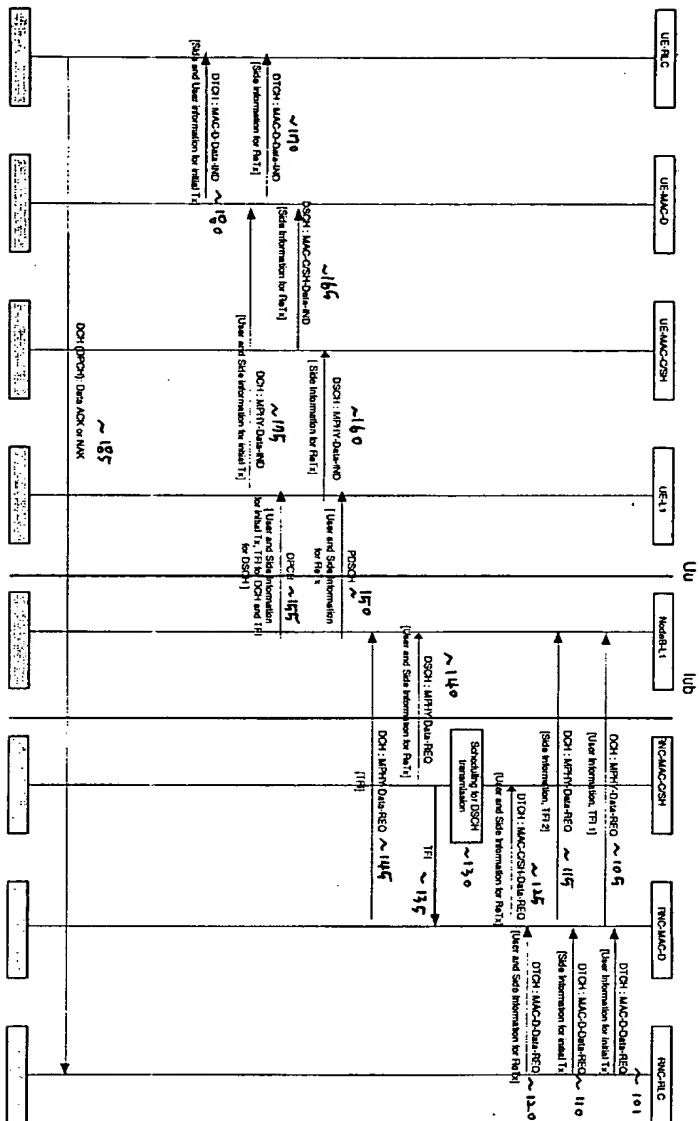 UE-RLC
UE-MAC-D
UE-MAC-C/SH
UE-L1
Uu
NodeB-L1
Iub
RNC-MAC-C/SH
RNC-MAC-D
RNC-RLC
DTCH : MAC-D-Data-REQ ~101
[User Information for initial Tx]
DCH : MPHY-Data-REQ ~105
[User Information, TFI 1]
DTCH : MAC-D-Data-REQ ~110
[Side Information for initial Tx]
DCH : MPHY-Data-REQ ~115
[Side Information, TFI 2]
DTCH : MAC-D-Data-REQ ~120
[User and Side Information for ReTx]
DTCH : MAC-C/SH-Data-REQ ~125
[User and Side Information for ReTx]
Scheduling for DSCH
transmission
~130
TFI ~135
DSCH : MPHY-Data-REQ ~140
[User and Side Information for ReTx]
DCH : MPHY-Data-REQ ~145
[TFI]
PDSCH ~150
[User and Side Information
for ReTx]
DPCH ~155
[User and Side Information
for initial Tx, TFI for DCH and TFI
for DSCH]
~160
DSCH : MPHY-Data-IND
[Side Information for ReTx]
~165
DSCH : MAC-C/SH-Data-IND
[Side Information for ReTx]
~170
DTCH : MAC-D-Data-IND
[Side Information for ReTx]
~175
DCH : MPHY-Data-IND
[User and Side Information for initial Tx]
DTCH : MAC-D-Data-IND ~180
[Side and User Information for initial Tx]
DCH (DPCH) : Data ACK or NAK
~185